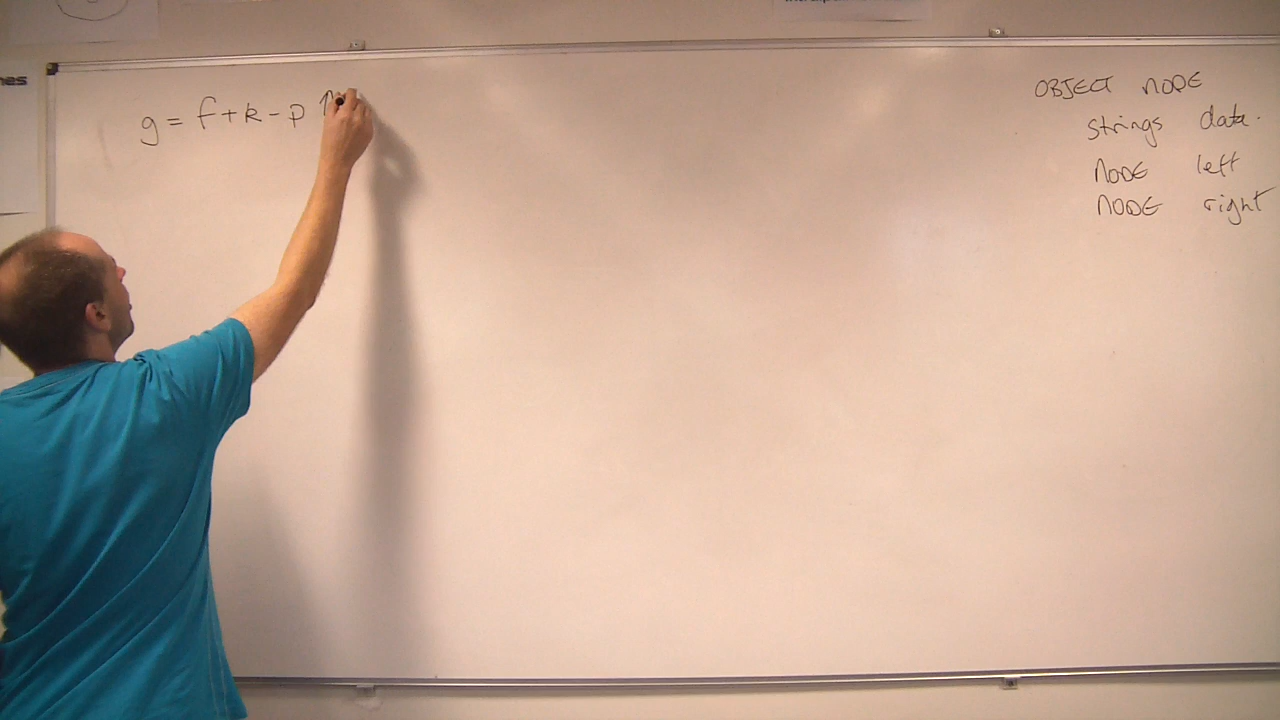 g = f + k - p ↑
OBJECT NODE
strings data.
NODE left
NODE right